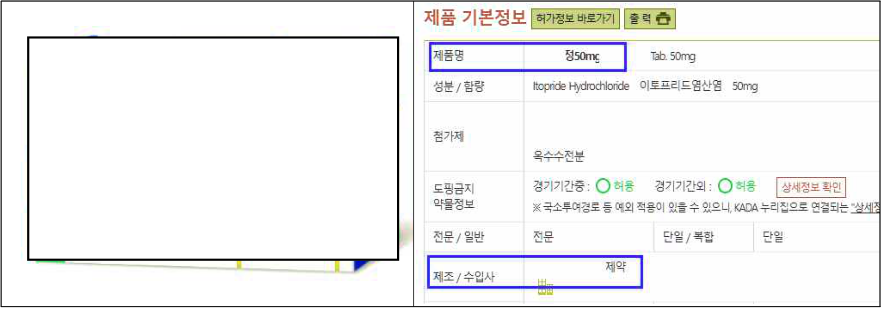 제품 기본정보 허가정보 바로가기 출 력
제품명 정50mg Tab. 50mg
성분 / 함량 Itopride Hydrochloride 이토프리드염산염 50mg
첨가제
옥수수전분
도핑금지
약물정보
경기기간중 : 허용 경기기간외 : 허용 상세정보 확인
※ 국소투여경로 등 예외 적용이 있을 수 있으니, KADA 누리집으로 연결되는 "상세정
전문 / 일반 전문 단일 / 복합 단일
제조 / 수입사 제약